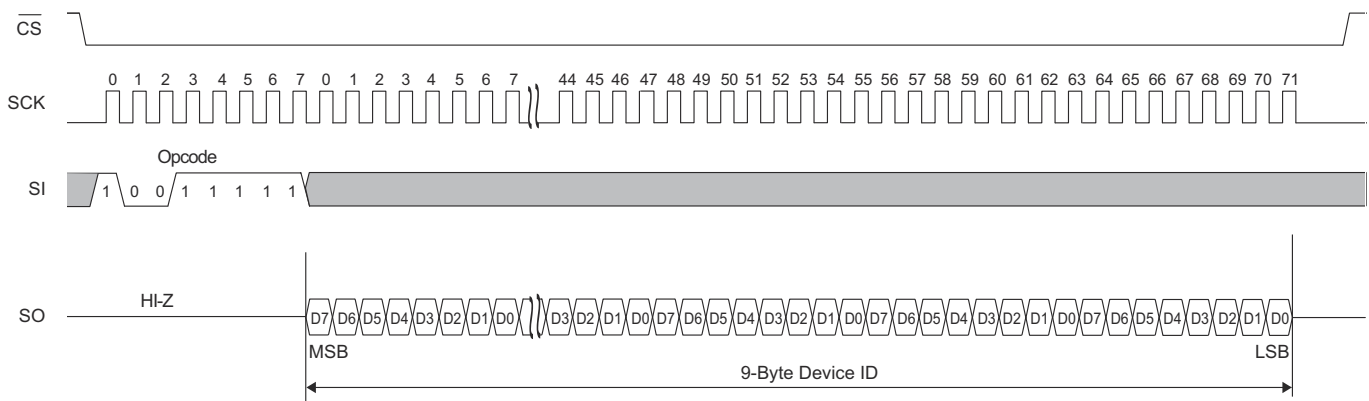 CS
0 1 2 3 4 5 6 7 0 1 2 3 4 5 6 7 44 45 46 47 48 49 50 51 52 53 54 55 56 57 58 59 60 61 62 63 64 65 66 67 68 69 70 71
SCK
Opcode
SI 1 0 0 1 1 1 1 1
HI-Z
SO D7 D6 D5 D4 D3 D2 D1 D0 D3 D2 D1 D0 D7 D6 D5 D4 D3 D2 D1 D0 D7 D6 D5 D4 D3 D2 D1 D0 D7 D6 D5 D4 D3 D2 D1 D0
MSB LSB
9-Byte Device ID